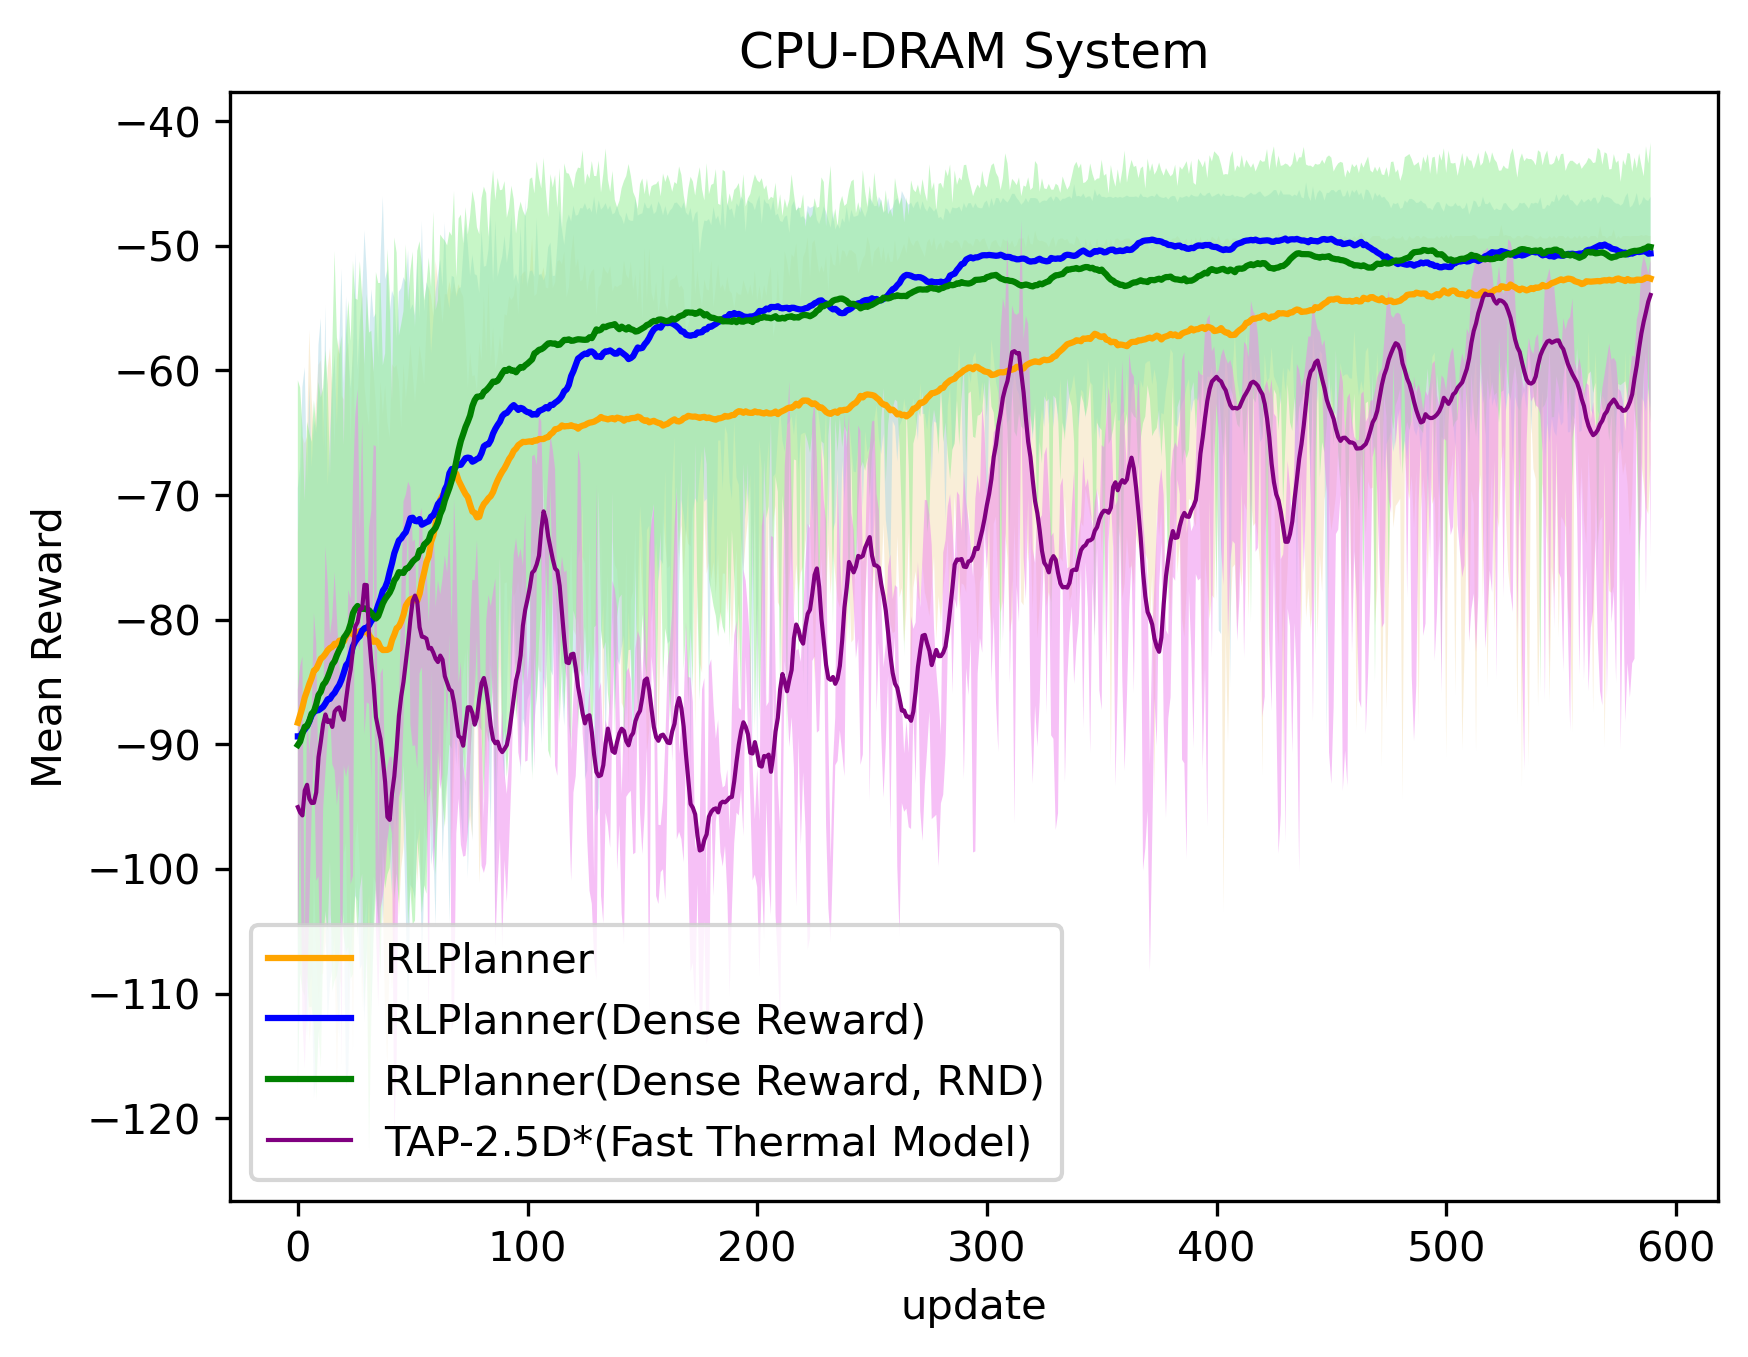 CPU-DRAM System
Mean Reward
−40
−50
−60
−70
−80
−90
−100
−110
−120
RLPlanner
RLPlanner(Dense Reward)
RLPlanner(Dense Reward, RND)
TAP-2.5D*(Fast Thermal Model)
0 100 200 300 400 500 600
update